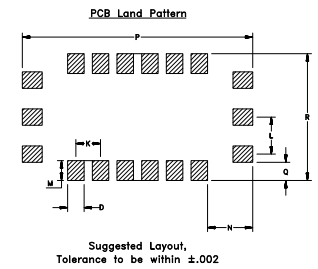 PCB Land Pattern
P
K
L
R
M
Q
D
N
Suggested Layout,
Tolerance to be within ±.002